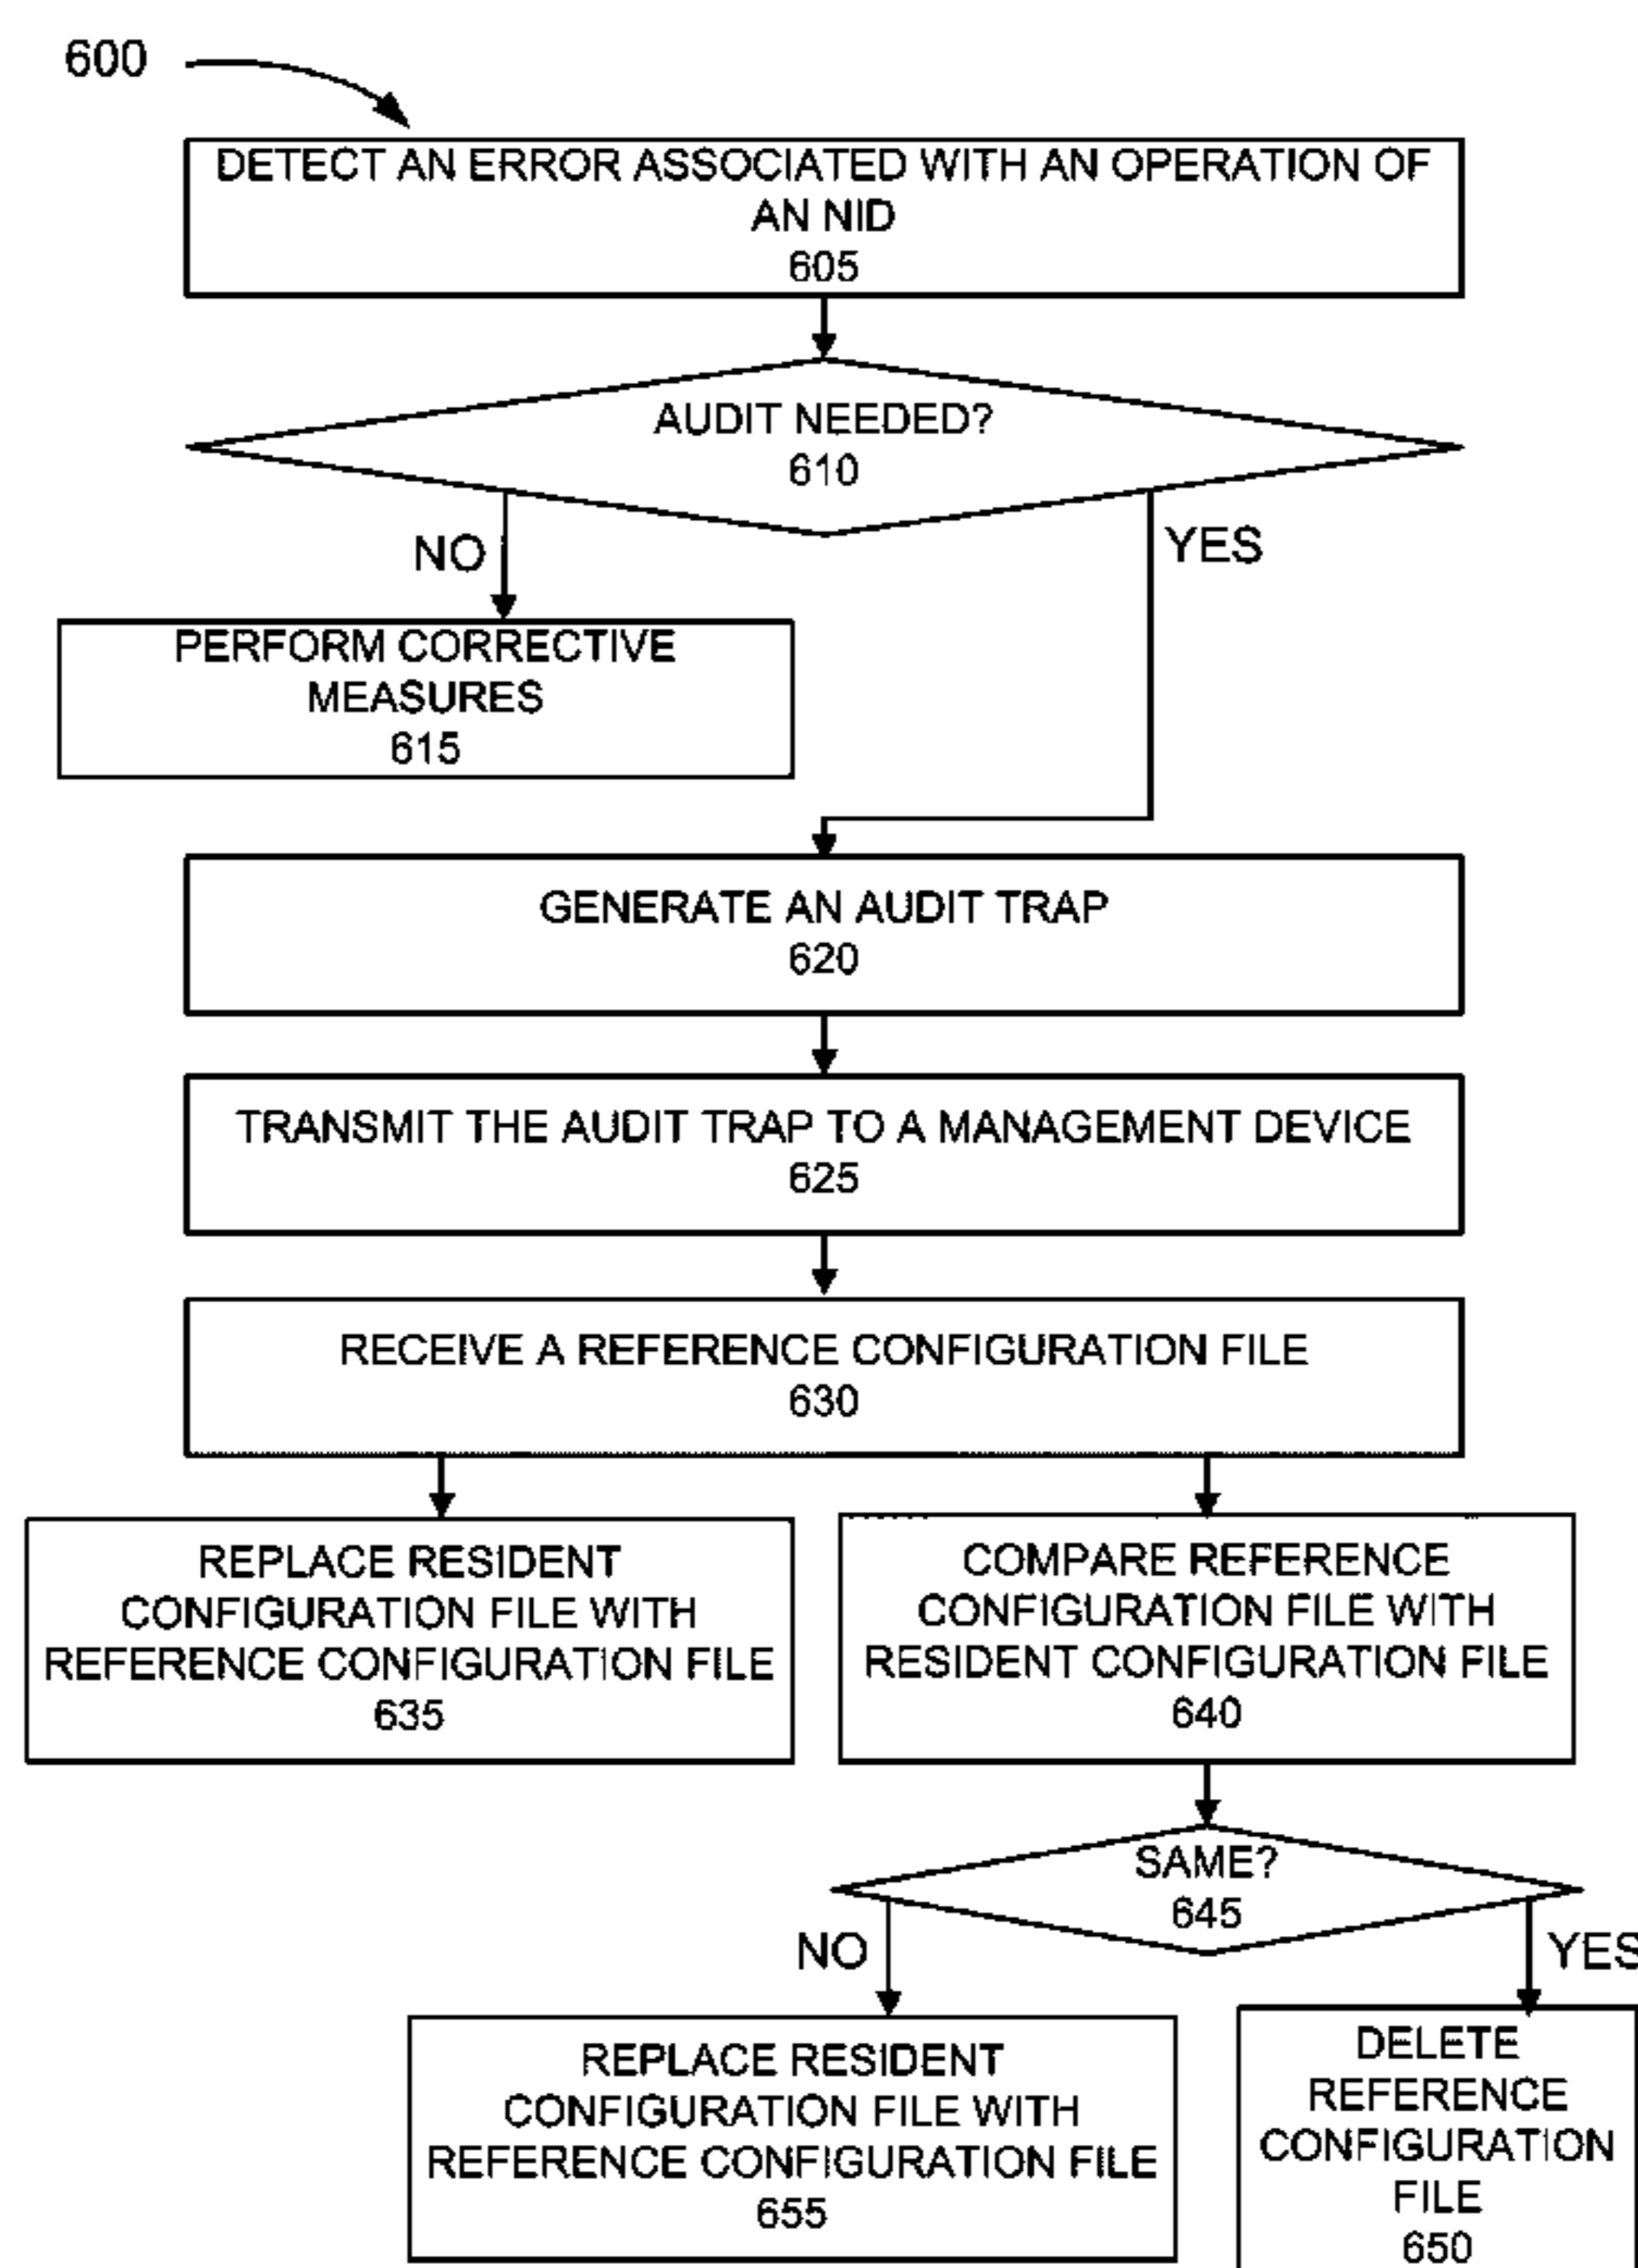 600
DETECT AN ERROR ASSOCIATED WITH AN OPERATION OF
AN NID
605
AUDIT NEEDED?
610
NO
YES
PERFORM CORRECTIVE
MEASURES
615
GENERATE AN AUDIT TRAP
620
TRANSMIT THE AUDIT TRAP TO A MANAGEMENT DEVICE
625
RECEIVE A REFERENCE CONFIGURATION FILE
630
REPLACE RESIDENT
CONFIGURATION FILE WITH
REFERENCE CONFIGURATION FILE
635
COMPARE REFERENCE
CONFIGURATION FILE WITH
RESIDENT CONFIGURATION FILE
640
SAME?
645
NO
YES
REPLACE RESIDENT
CONFIGURATION FILE WITH
REFERENCE CONFIGURATION FILE
655
DELETE
REFERENCE
CONFIGURATION
FILE
650